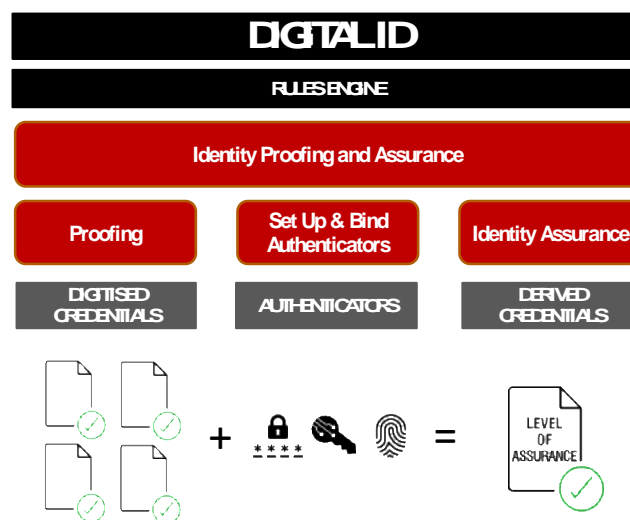 DIGITAL ID
RULES ENGINE
Identity Proofing and Assurance
Proofing
Set Up & Bind
Authenticators
Identity Assurance
DIGITISED
CREDENTIALS
AUTHENTICATORS
DERIVED
CREDENTIALS
+
* * * *
=
LEVEL
OF
ASSURANCE